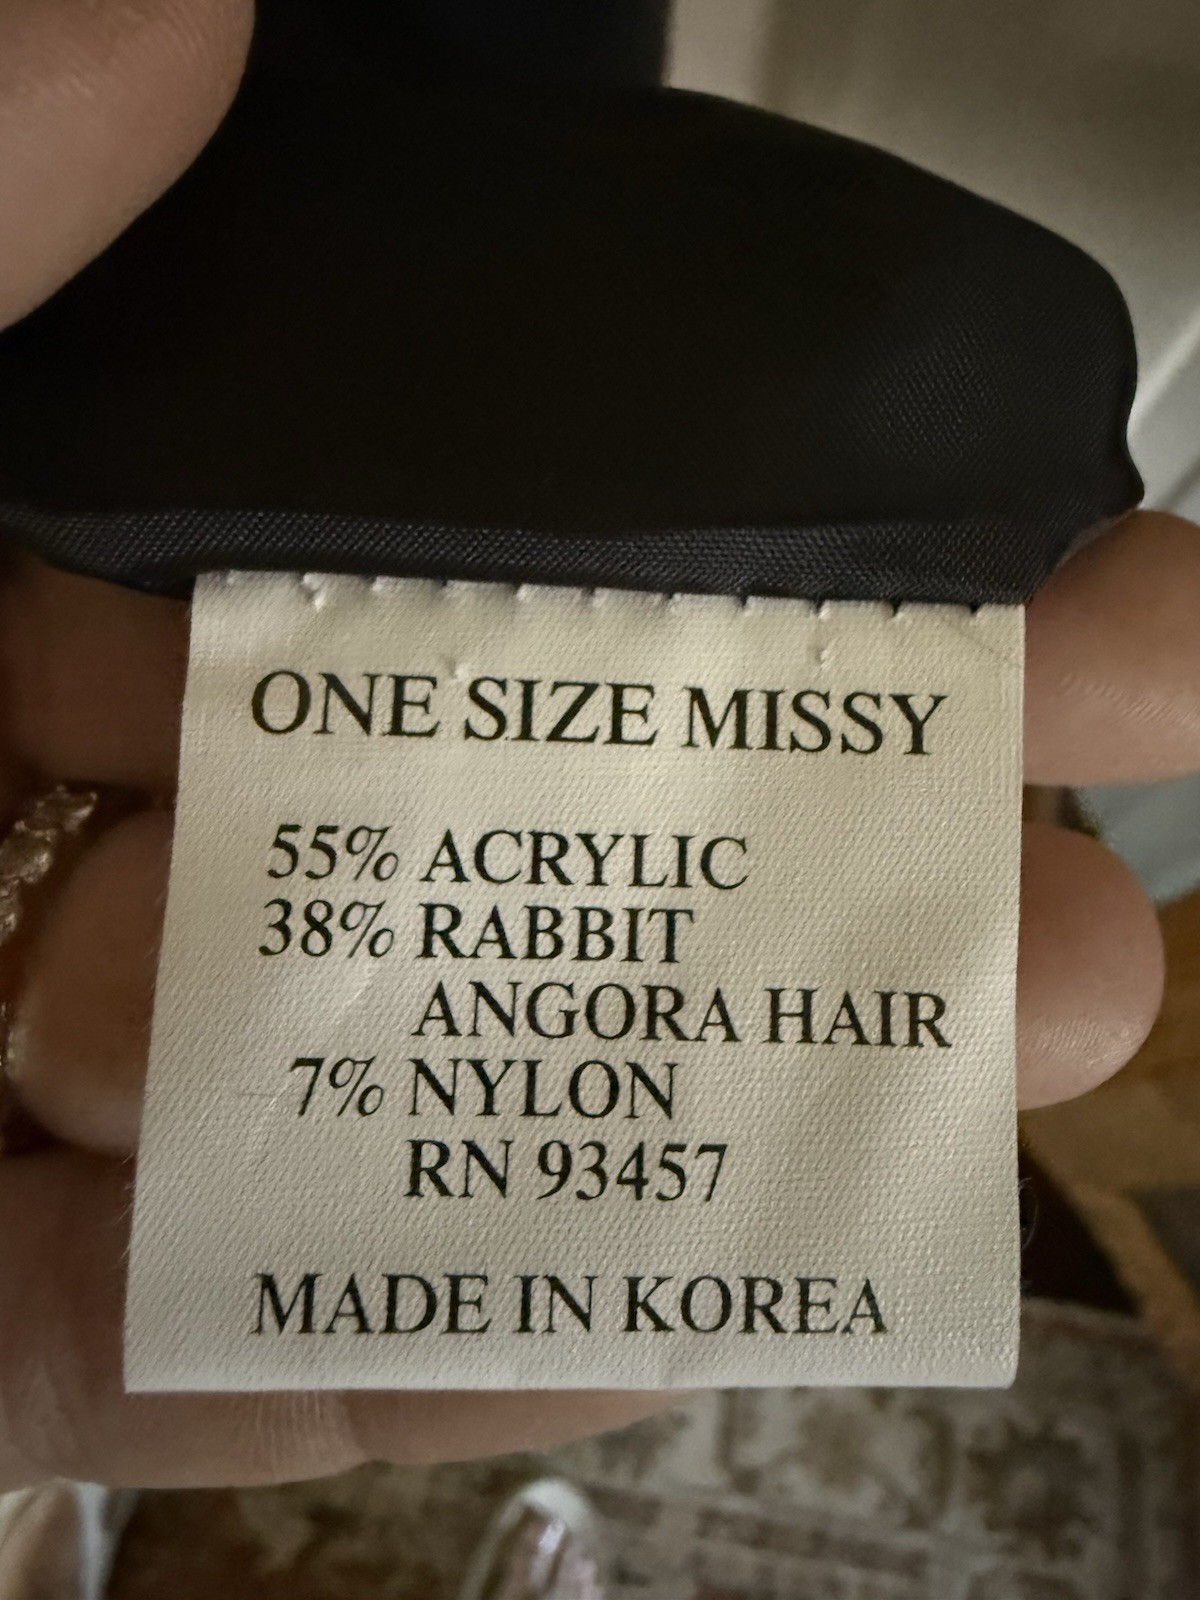 ONE SIZE MISSY
55% ACRYLIC
38% RABBIT
ANGORA HAIR
7% NYLON
RN 93457
MADE IN KOREA